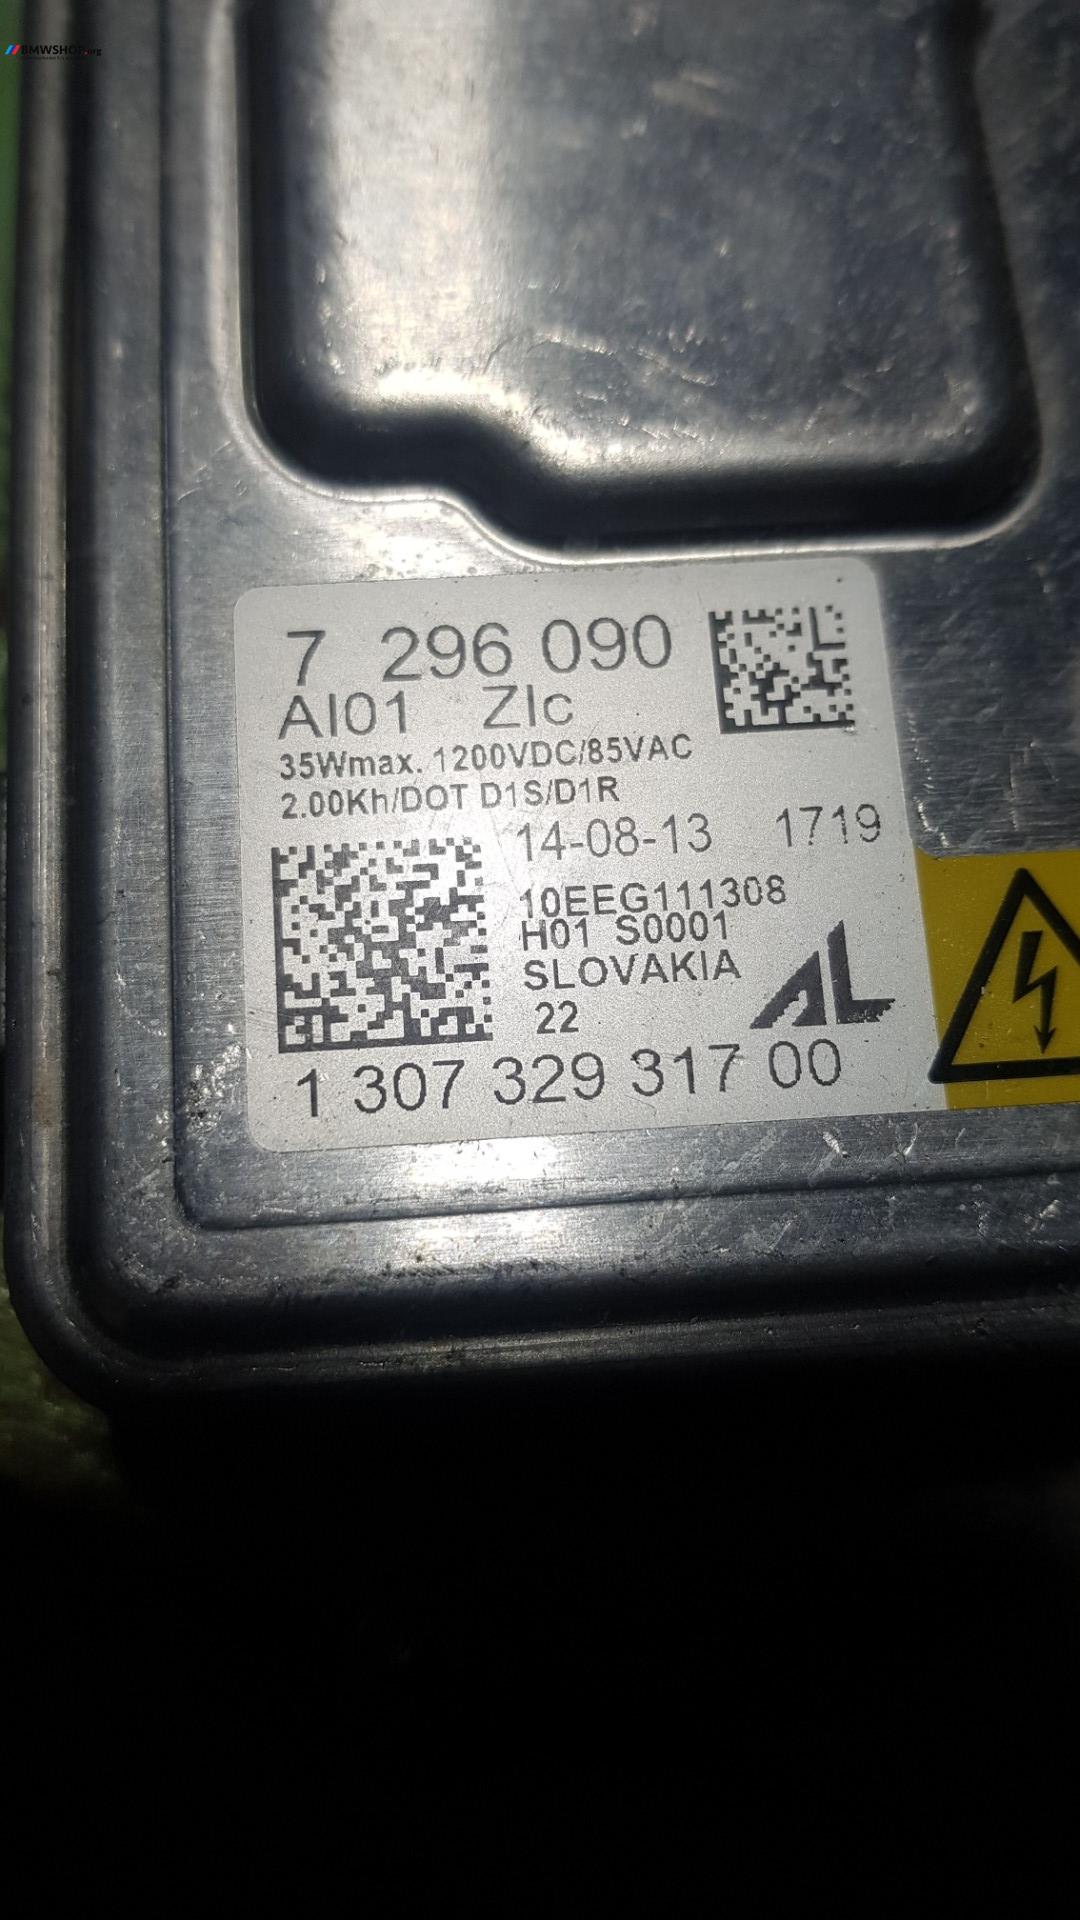 BMWSHOP.org
7 296 090
AI01 ZIc
35Wmax. 1200VDC/85VAC
2.00Kh/DOT D1S/D1R
14-08-13 1719
10EEG111308
H01 S0001
SLOVAKIA
22
AL
1 307 329 317 00